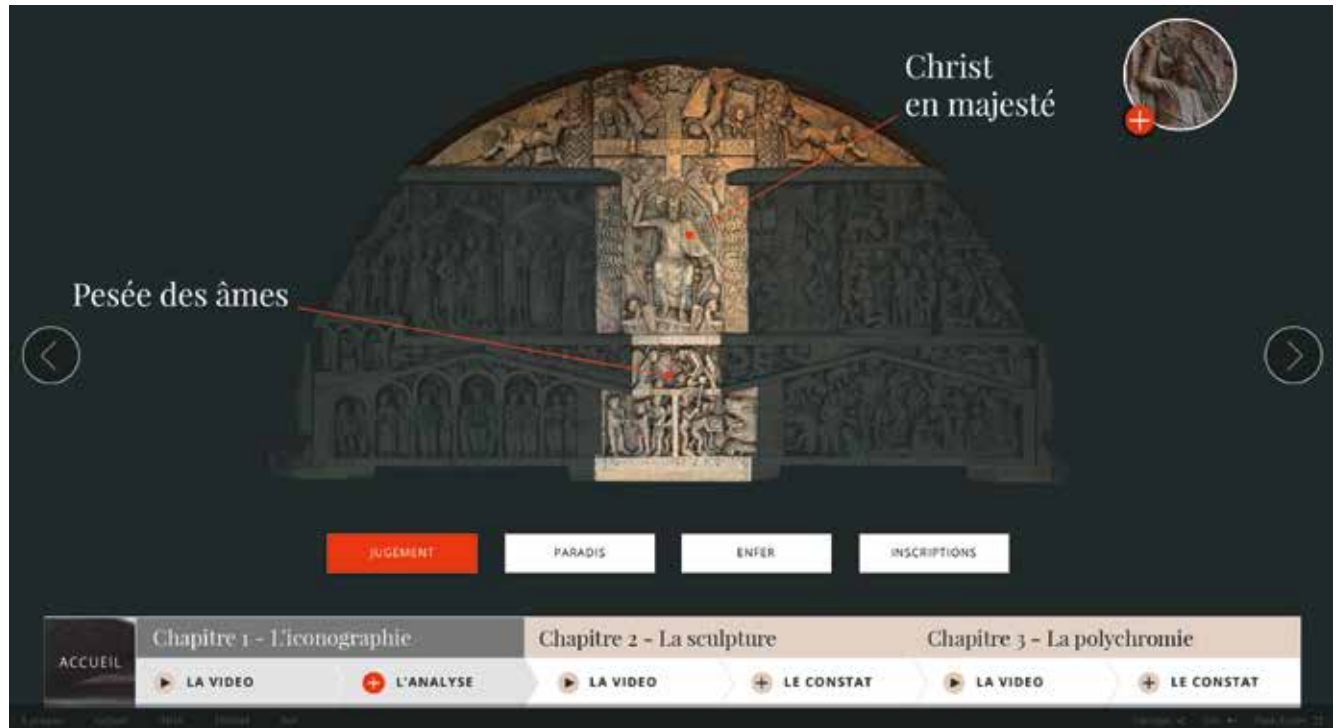 Christ
en majesté
Pesée des âmes
JUGEMENT
PARADIS
ENFER
INSCRIPTIONS
ACCUEIL
Chapitre 1 - L'iconographie
Chapitre 2 - La sculpture
Chapitre 3 - La polychromie
LA VIDEO
L'ANALYSE
LA VIDEO
LE CONSTAT
LA VIDEO
LE CONSTAT